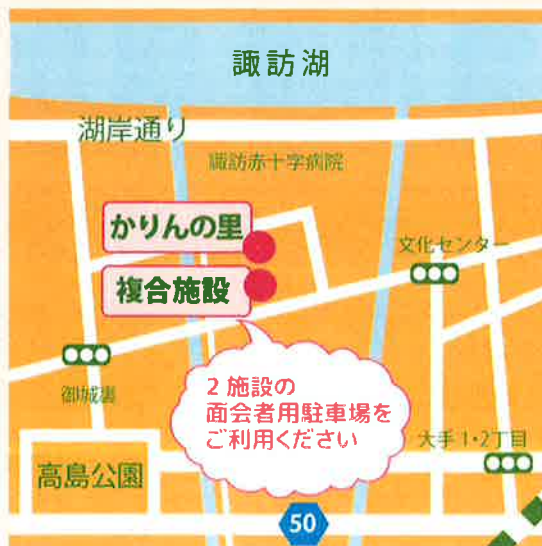 諏訪湖
湖岸通り
諏訪赤十字病院
かりんの里
文化センター
複合施設
御城裏
2施設の
面会者用駐車場を
ご利用ください
大手1・2丁目
高島公園
50